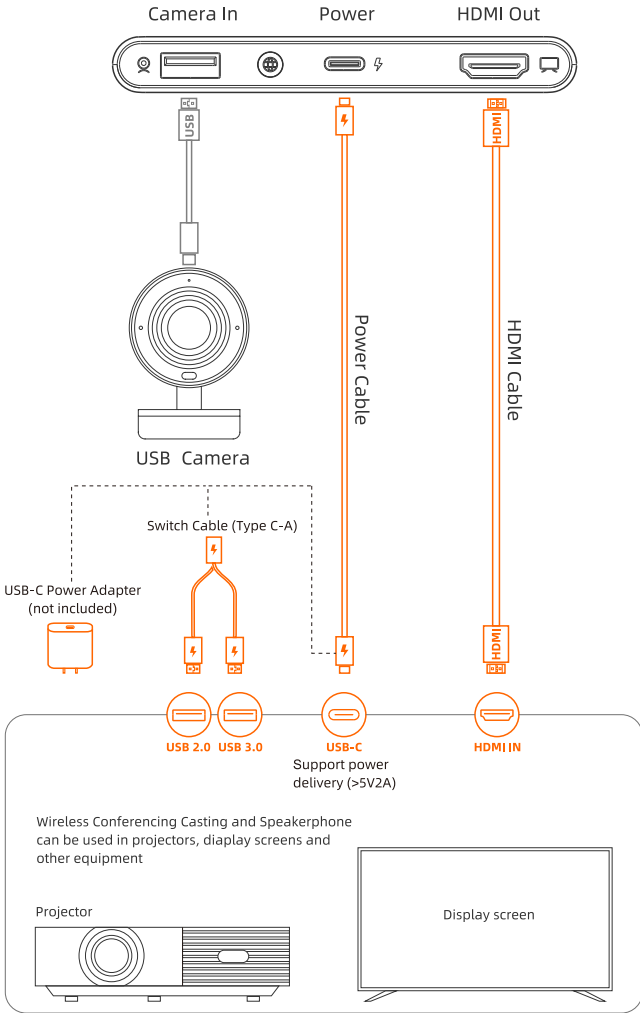 Camera In
Power
HDMI Out
USB
HDMI
Power Cable
HDMI Cable
USB Camera
Switch Cable (Type C-A)
USB-C Power Adapter
(not included)
HDMI
USB 2.0
USB 3.0
USB-C
HDMI IN
Support power
delivery (>5V2A)
Wireless Conferencing Casting and Speakerphone
can be used in projectors, diaplay screens and
other equipment
Projector
Display screen